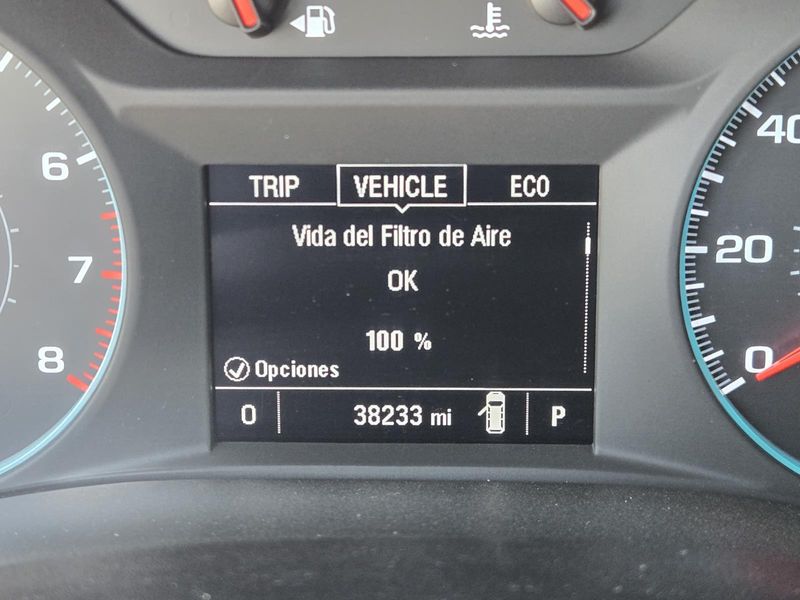 TRIP VEHICLE ECO
Vida del Filtro de Aire
OK
100 %
Opciones
O 38233 mi P
6
7
8
40
20
0